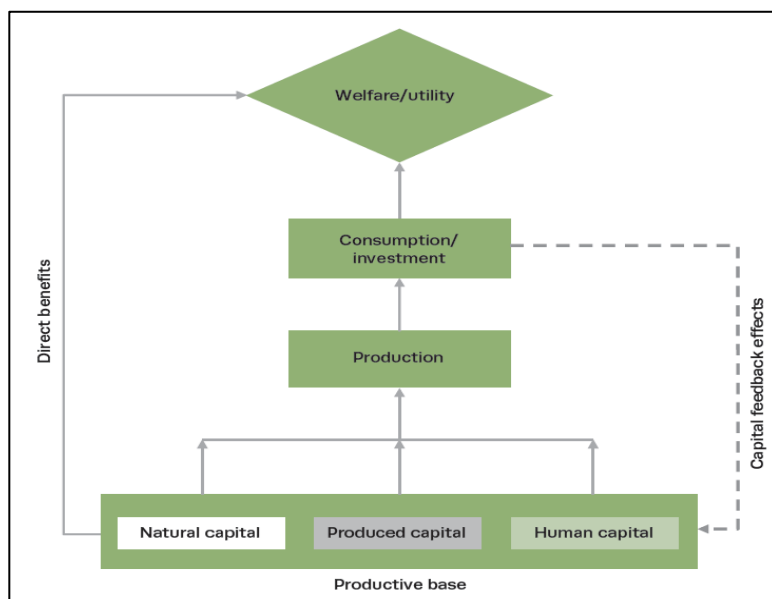 Welfare/utility
Direct benefits
Consumption/
investment
Capital feedback effects
Production
Natural capital
Produced capital
Human capital
Productive base